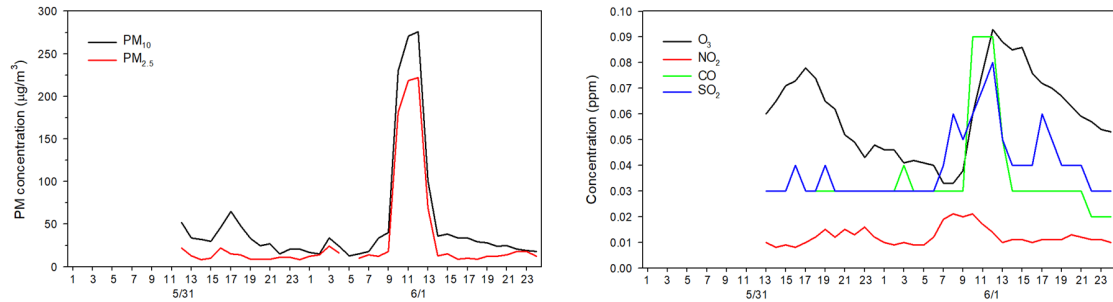 300
250
200
150
100
50
0
PM concentration (μg/m³)
PM₁₀
PM₂.₅
1 3 5 7 9 11 13 15 17 19 21 23 1 3 5 7 9 11 13 15 17 19 21 23
5/31 6/1
0.10
0.09
0.08
0.07
0.06
0.05
0.04
0.03
0.02
0.01
0.00
Concentration (ppm)
O₃
NO₂
CO
SO₂
1 3 5 7 9 11 13 15 17 19 21 23 1 3 5 7 9 11 13 15 17 19 21 23
5/31 6/1